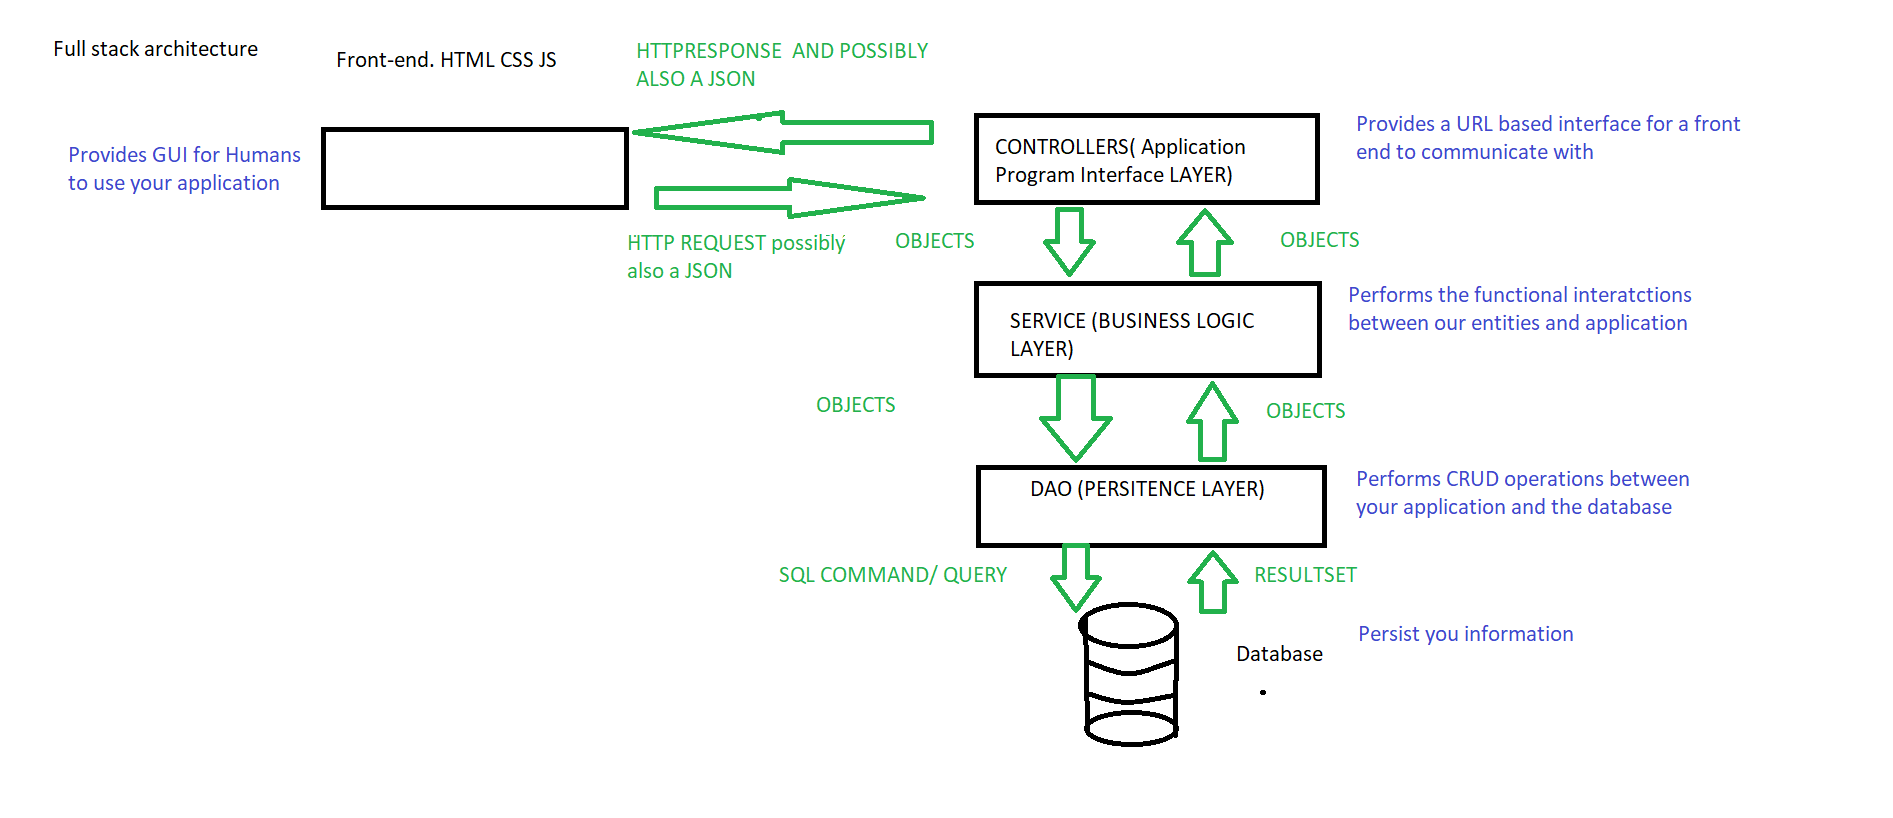 Full stack architecture
Front-end. HTML CSS JS
HTTPRESPONSE  AND POSSIBLY
ALSO A JSON
Provides GUI for Humans
to use your application
CONTROLLERS( Application
Program Interface LAYER)
Provides a URL based interface for a front
end to communicate with
HTTP REQUEST possibly
also a JSON
OBJECTS
OBJECTS
SERVICE (BUSINESS LOGIC
LAYER)
Performs the functional interatctions
between our entities and application
OBJECTS
OBJECTS
DAO (PERSITENCE LAYER)
Performs CRUD operations between
your application and the database
SQL COMMAND/ QUERY
RESULTSET
Database
Persist you information